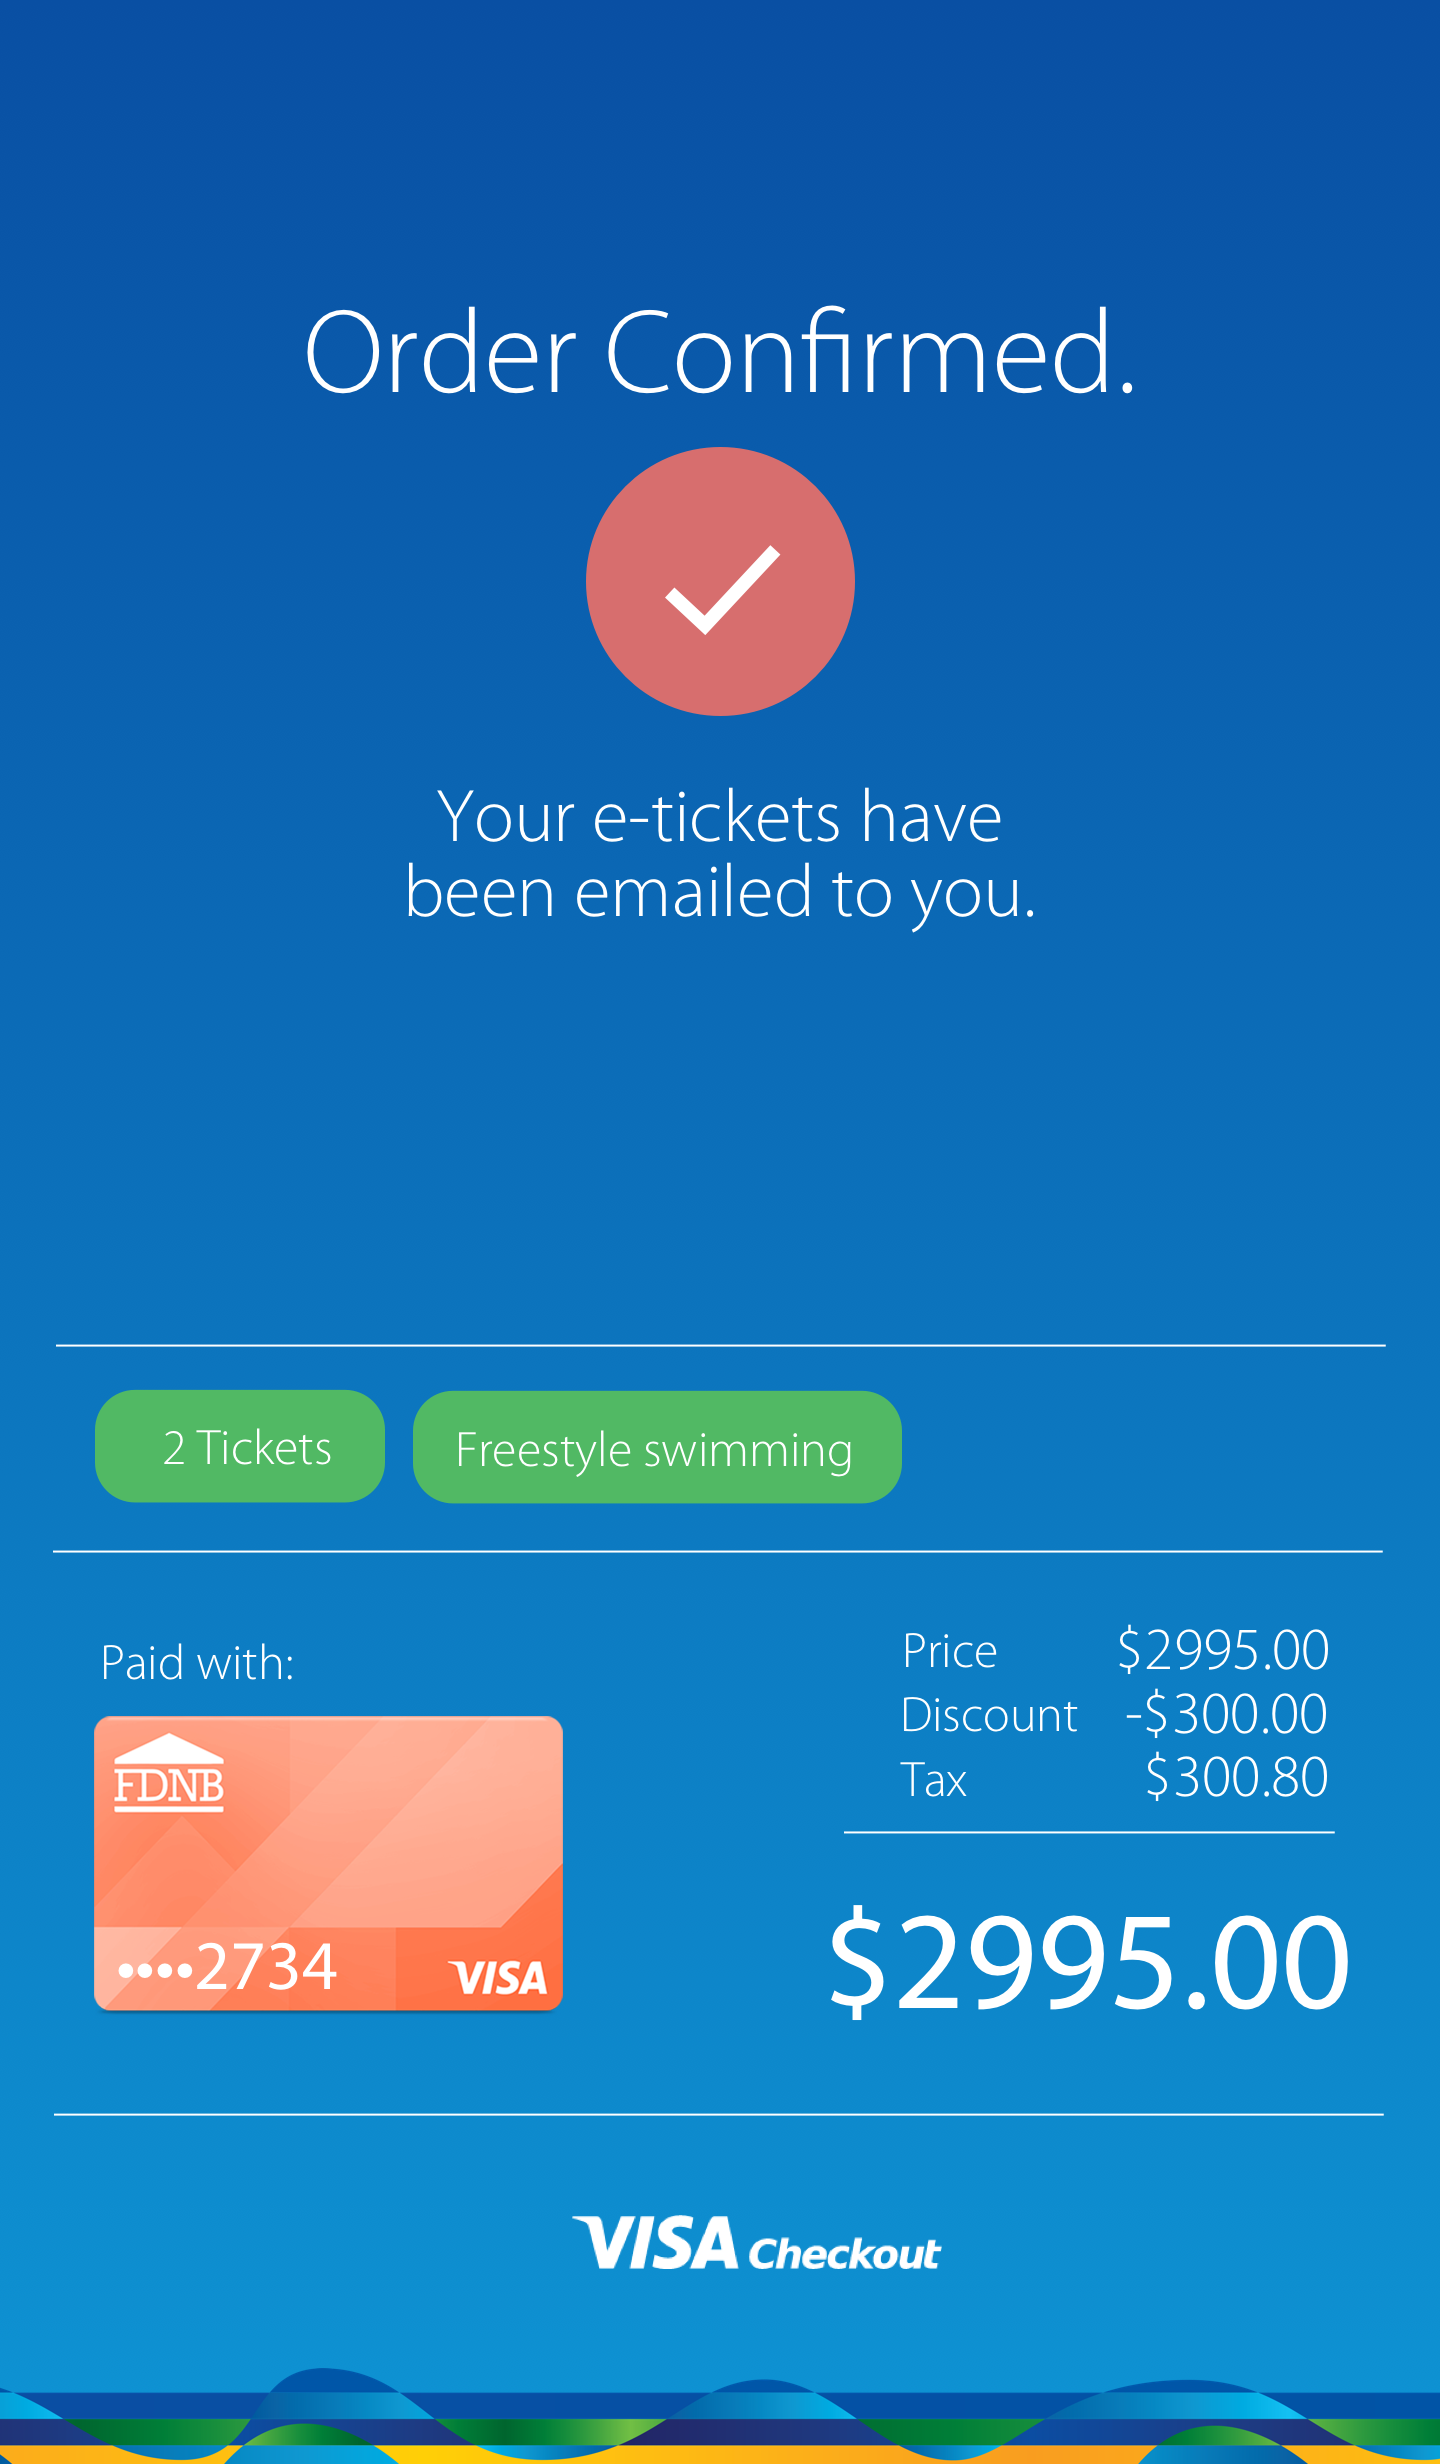 Order Confirmed.
Your e-tickets have
been emailed to you.
2 Tickets
Freestyle swimming
Paid with:
FDNB
••••2734
VISA
Price $2995.00
Discount -$300.00
Tax $300.80
$2995.00
VISA Checkout